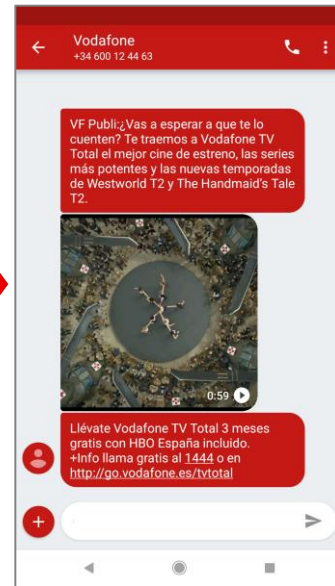 Vodafone
+34 600 12 44 63
VF Publi:¿Vas a esperar a que te lo
cuenten? Te traemos a Vodafone TV
Total el mejor cine de estreno, las series
más potentes y las nuevas temporadas
de Westworld T2 y The Handmaid's Tale
T2.
0:59
Llévate Vodafone TV Total 3 meses
gratis con HBO España incluido.
+Info llama gratis al 1444 o en
http://go.vodafone.es/tvtotal